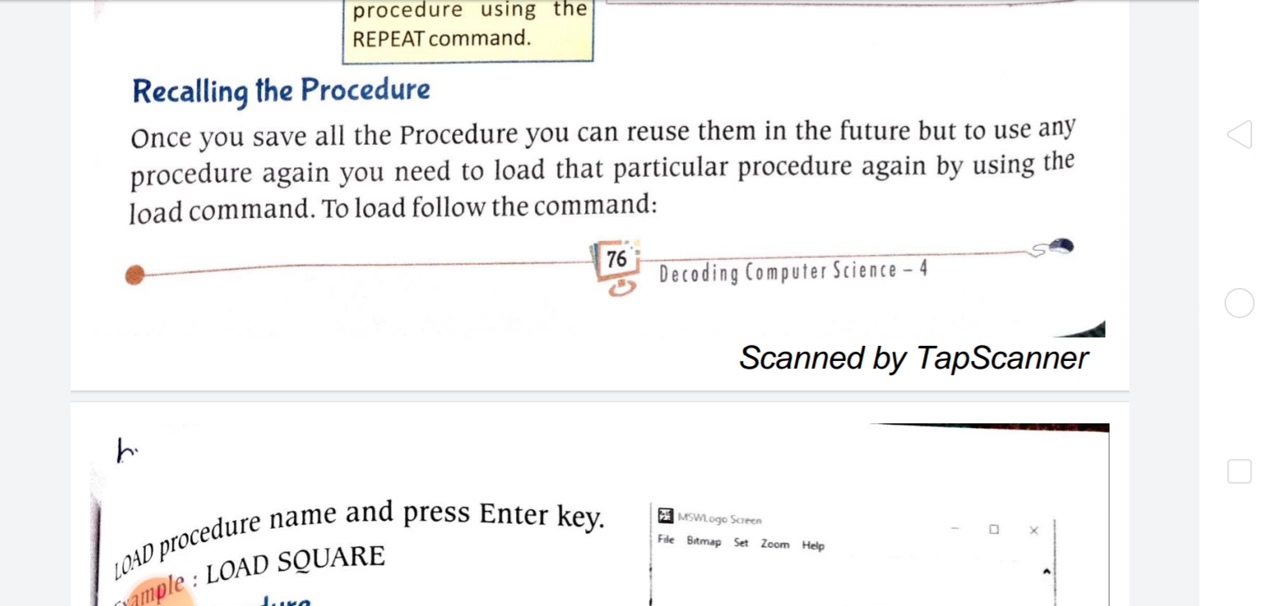 procedure using the
REPEAT command.
Recalling the Procedure
Once you save all the Procedure you can reuse them in the future but to use any
procedure again you need to load that particular procedure again by using the
load command. To load follow the command:
76
Decoding Computer Science – 4
Scanned by TapScanner
h.
LOAD procedure name and press Enter key.
ample : LOAD SQUARE
MSWLogo Screen
File Bitmap Set Zoom Help